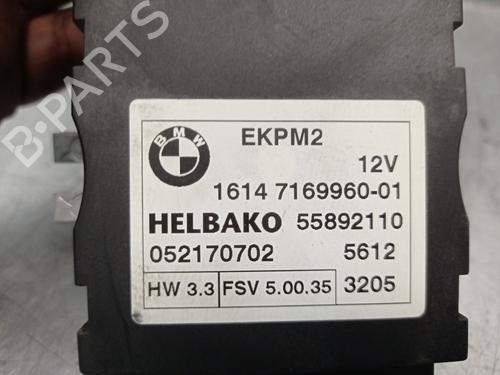 B-PARTS
BMW
EKPM2
12V
1614 7169960-01
HELBAKO 55892110
052170702 5612
HW 3.3 FSV 5.00.35 3205